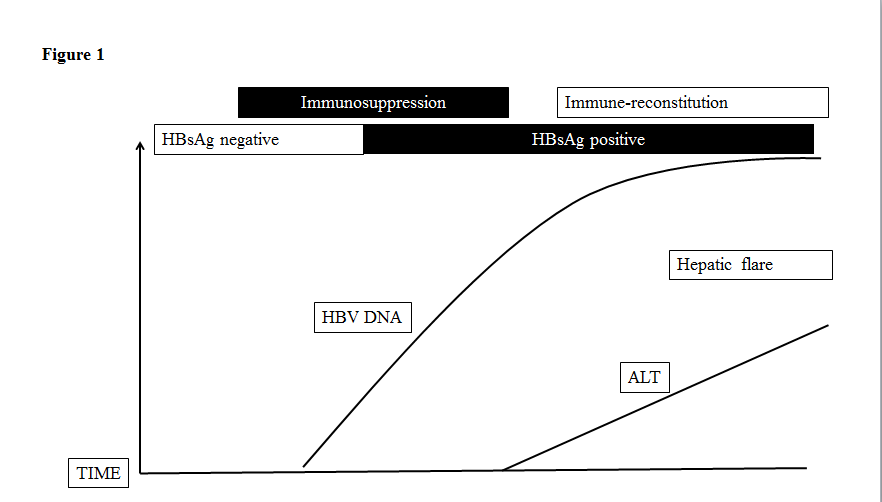 Figure 1
Immunosuppression
Immune-reconstitution
HBsAg negative
HBsAg positive
Hepatic flare
HBV DNA
ALT
TIME